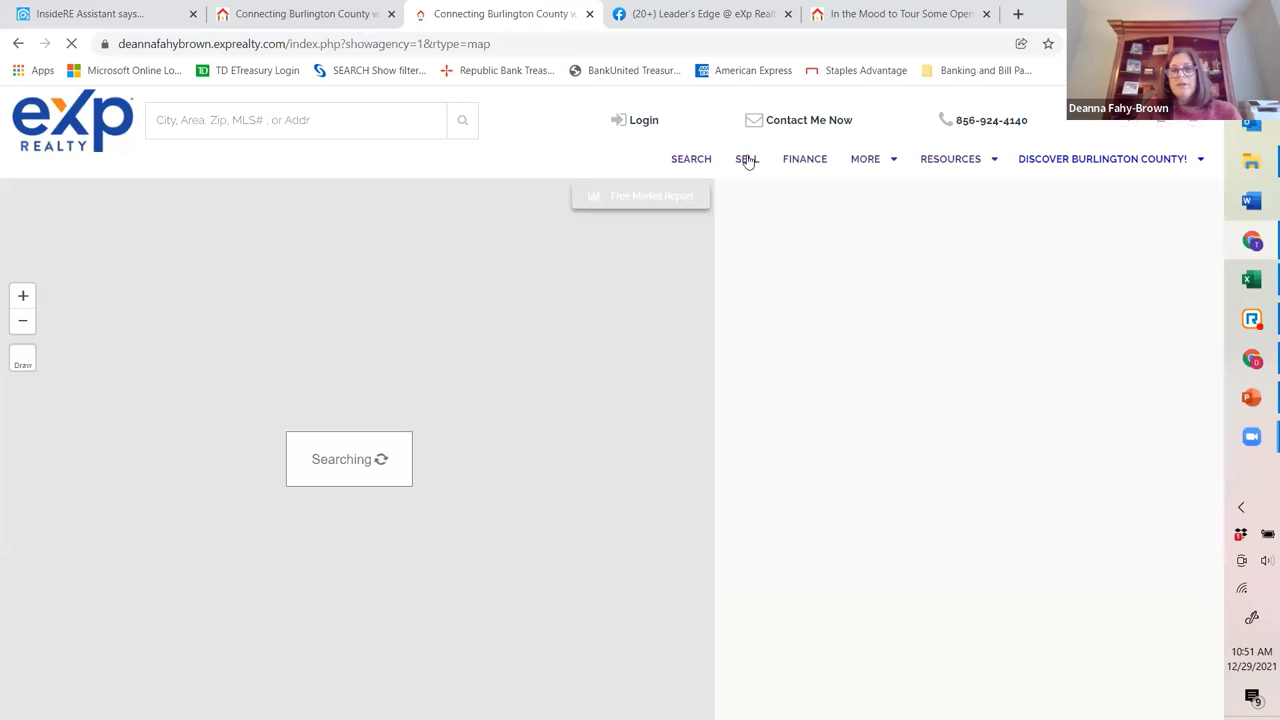 InsideRE Assistant says...
Connecting Burlington County w
Connecting Burlington County w
(20+) Leader's Edge @ eXp Realt
In the Mood to Tour Some Open
deannafahybrown.exprealty.com/index.php?showagency=1&rtype=map
Apps
Microsoft Online Lo...
TD ETreasury Login
SEARCH Show filter...
Republic Bank Treas...
BankUnited Treasur...
American Express
Staples Advantage
Banking and Bill Pa...
Deanna Fahy-Brown
eXp
REALTY
City, Area, Zip, MLS# , or Addr
Login
Contact Me Now
856-924-4140
SEARCH
SELL
FINANCE
MORE
RESOURCES
DISCOVER BURLINGTON COUNTY!
Free Market Report
+
−
Draw
Searching
10:51 AM
12/29/2021
9